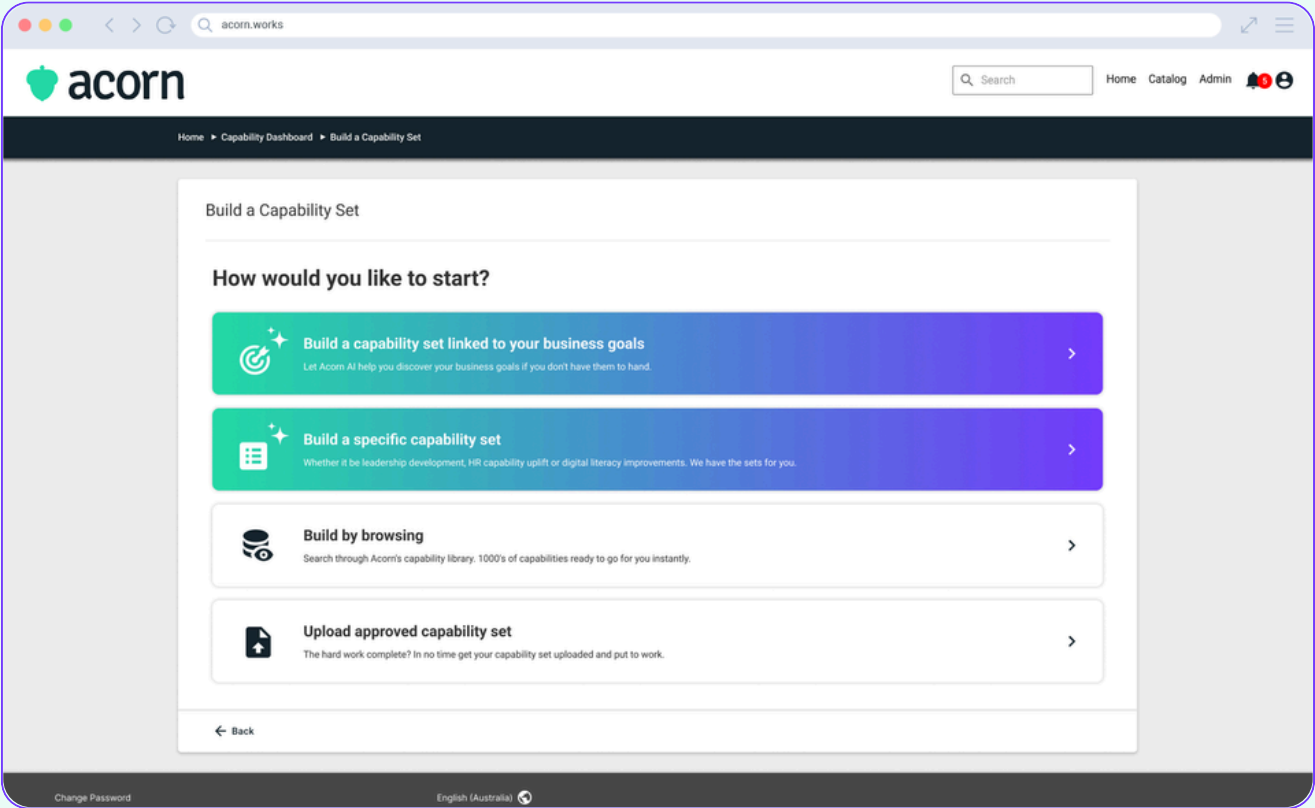 acorn.works
acorn
Search
Home Catalog Admin
5
Home ▸ Capability Dashboard ▸ Build a Capability Set
Build a Capability Set
How would you like to start?
Build a capability set linked to your business goals
Let Acorn AI help you discover your business goals if you don't have them to hand.
Build a specific capability set
Whether it be leadership development, HR capability uplift or digital literacy improvements. We have the sets for you.
Build by browsing
Search through Acorn's capability library. 1000's of capabilities ready to go for you instantly.
Upload approved capability set
The hard work complete? In no time get your capability set uploaded and put to work.
Back
Change Password
English (Australia)